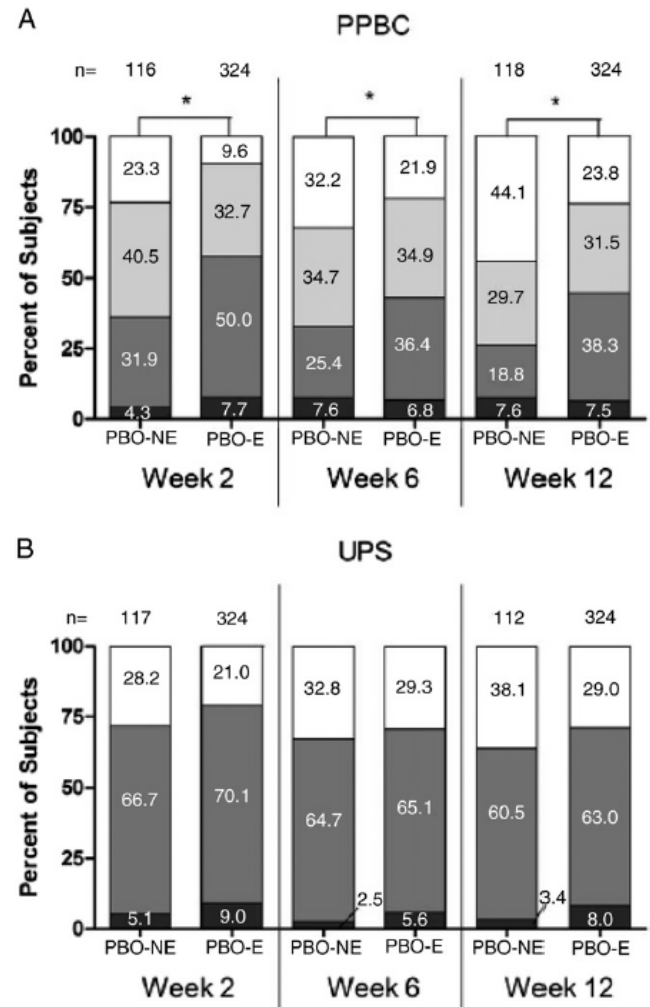 A
PPBC
n= 116 324 118 324
* * *
Percent of Subjects
100
75
50
25
0
23.3 9.6 32.2 21.9 44.1 23.8
40.5 32.7 34.7 34.9 29.7 31.5
31.9 50.0 25.4 36.4 18.8 38.3
4.3 7.7 7.6 6.8 7.6 7.5
PBO-NE PBO-E PBO-NE PBO-E PBO-NE PBO-E
Week 2 Week 6 Week 12
B
UPS
n= 117 324 112 324
Percent of Subjects
100
75
50
25
0
28.2 21.0 32.8 29.3 38.1 29.0
66.7 70.1 64.7 65.1 60.5 63.0
5.1 9.0 2.5 5.6 3.4 8.0
PBO-NE PBO-E PBO-NE PBO-E PBO-NE PBO-E
Week 2 Week 6 Week 12